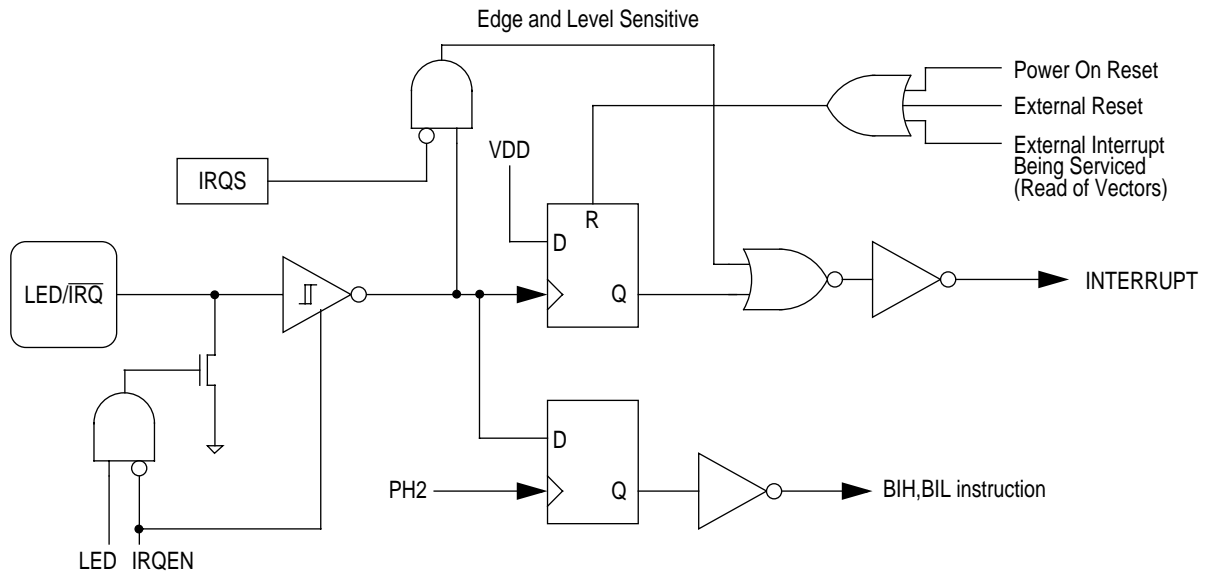 Edge and Level Sensitive
Power On Reset
External Reset
External Interrupt
Being Serviced
(Read of Vectors)
VDD
IRQS
R
D
Q
LED/I̅R̅Q̅
INTERRUPT
D
Q
PH2
BIH,BIL instruction
LED IRQEN